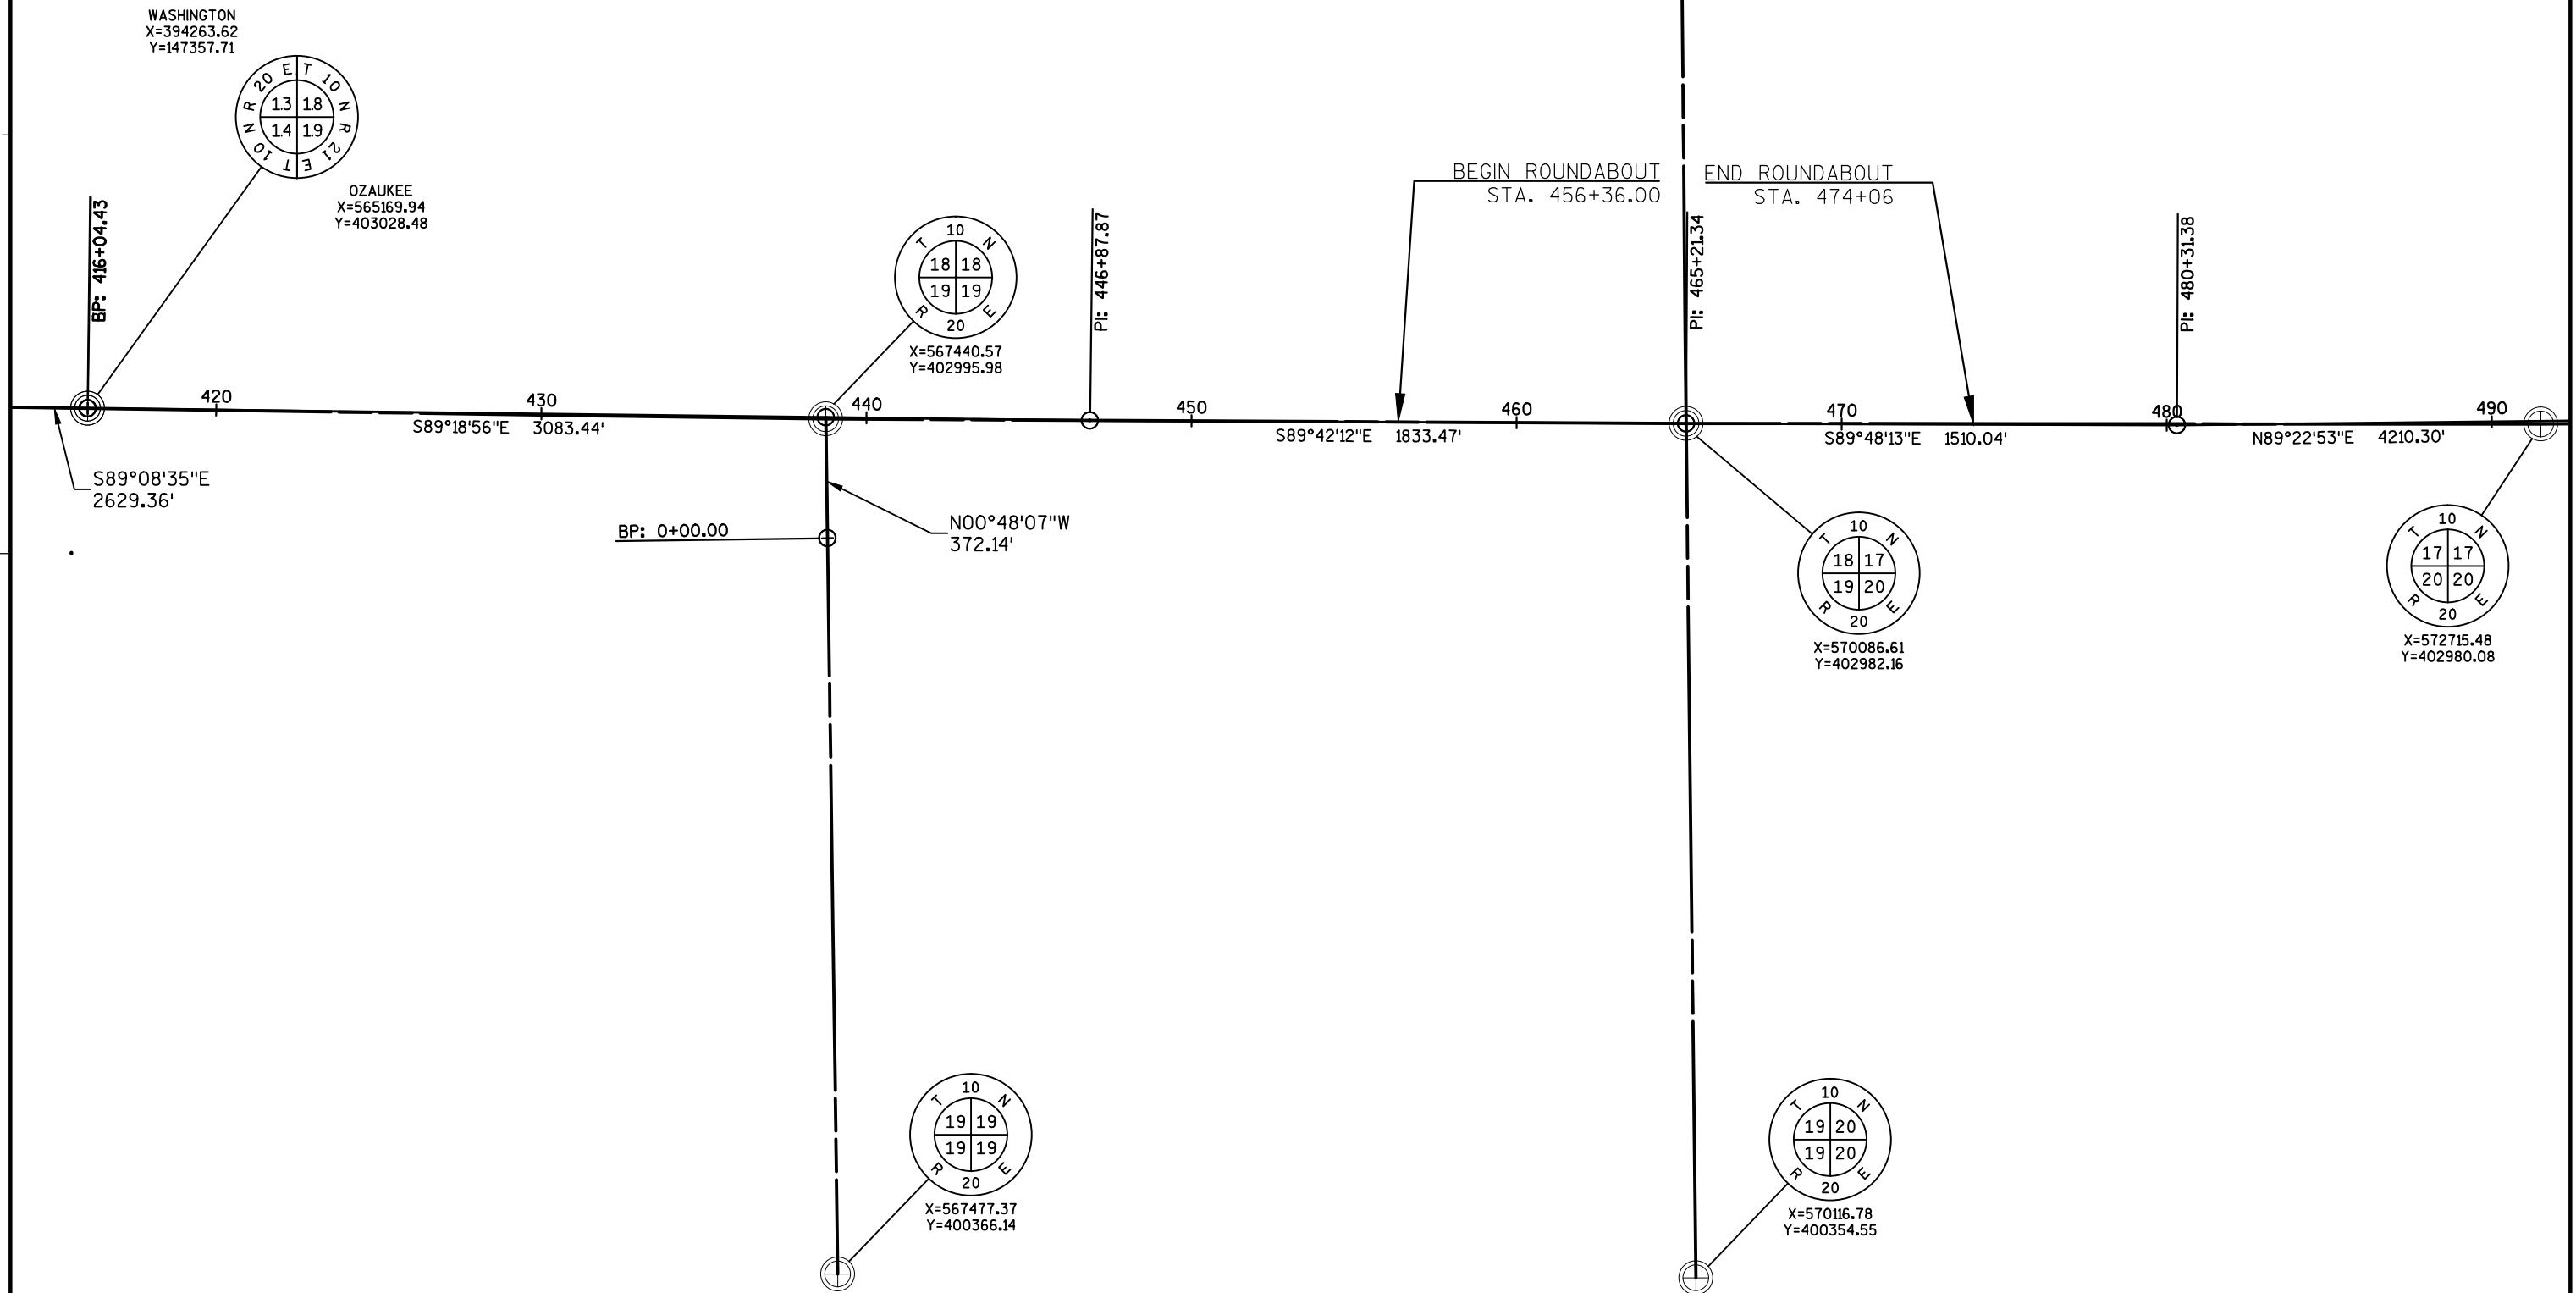 WASHINGTON
X=394263.62
Y=147357.71
T 10 N R 20 E
T 10 N R 21 E
13 18
14 19
OZAUKEE
X=565169.94
Y=403028.48
BP: 416+04.43
T 10 N
18 18
19 19
R 20 E
X=567440.57
Y=402995.98
PI: 446+87.87
BEGIN ROUNDABOUT
STA. 456+36.00
END ROUNDABOUT
STA. 474+06
PI: 465+21.34
PI: 480+31.38
420
430
440
450
460
470
480
490
S89°18'56"E 3083.44'
S89°42'12"E 1833.47'
S89°48'13"E 1510.04'
N89°22'53"E 4210.30'
S89°08'35"E
2629.36'
BP: 0+00.00
N00°48'07"W
372.14'
T 10 N
18 17
19 20
R 20 E
X=570086.61
Y=402982.16
T 10 N
17 17
20 20
R 20 E
X=572715.48
Y=402980.08
T 10 N
19 19
19 19
R 20 E
X=567477.37
Y=400366.14
T 10 N
19 20
19 20
R 20 E
X=570116.78
Y=400354.55